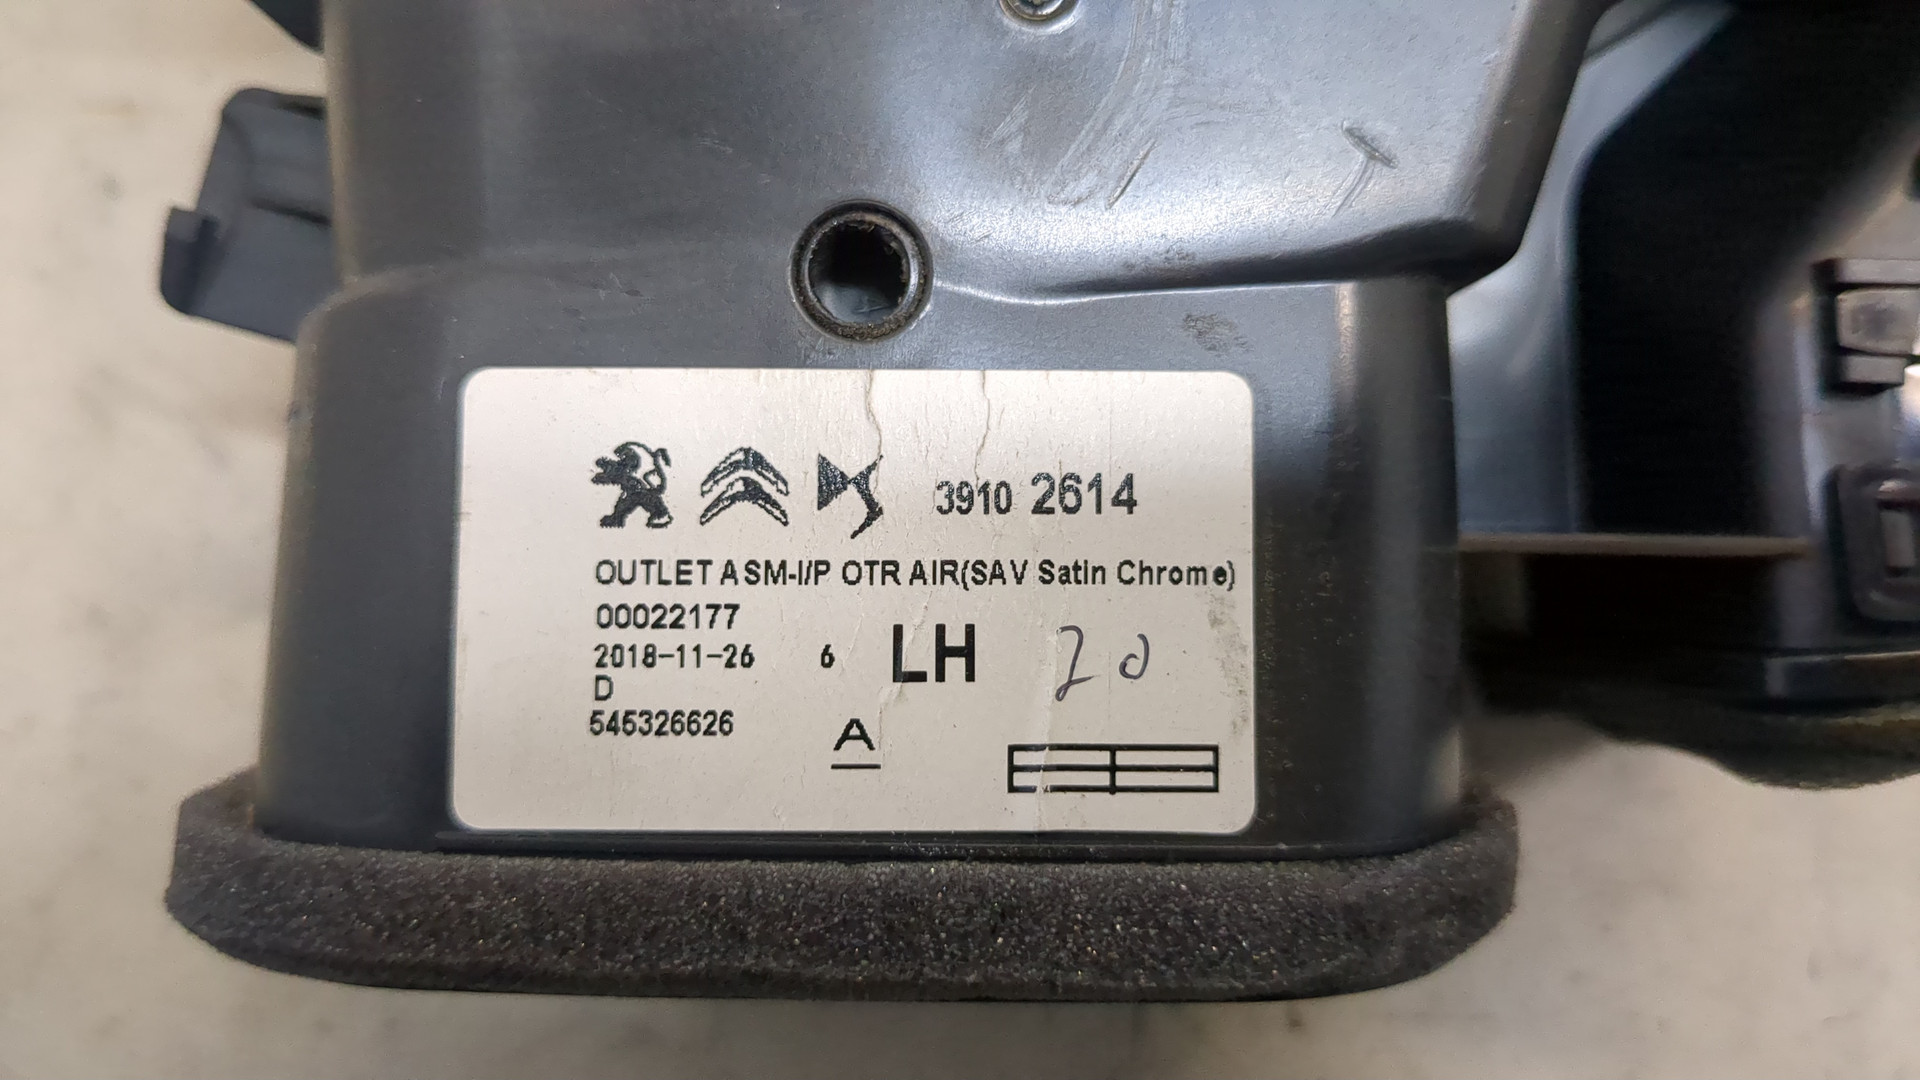 3910 2614
OUTLET ASM-I/P OTR AIR(SAV Satin Chrome)
00022177
2018-11-26 6 LH 20
D
545326626
A